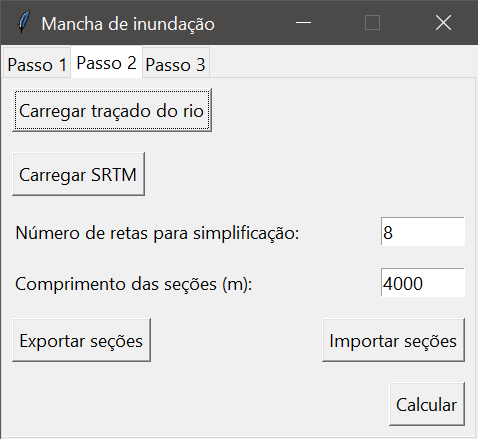 Mancha de inundação
Passo 1 Passo 2 Passo 3
Carregar traçado do rio
Carregar SRTM
Número de retas para simplificação: 8
Comprimento das seções (m): 4000
Exportar seções Importar seções
Calcular